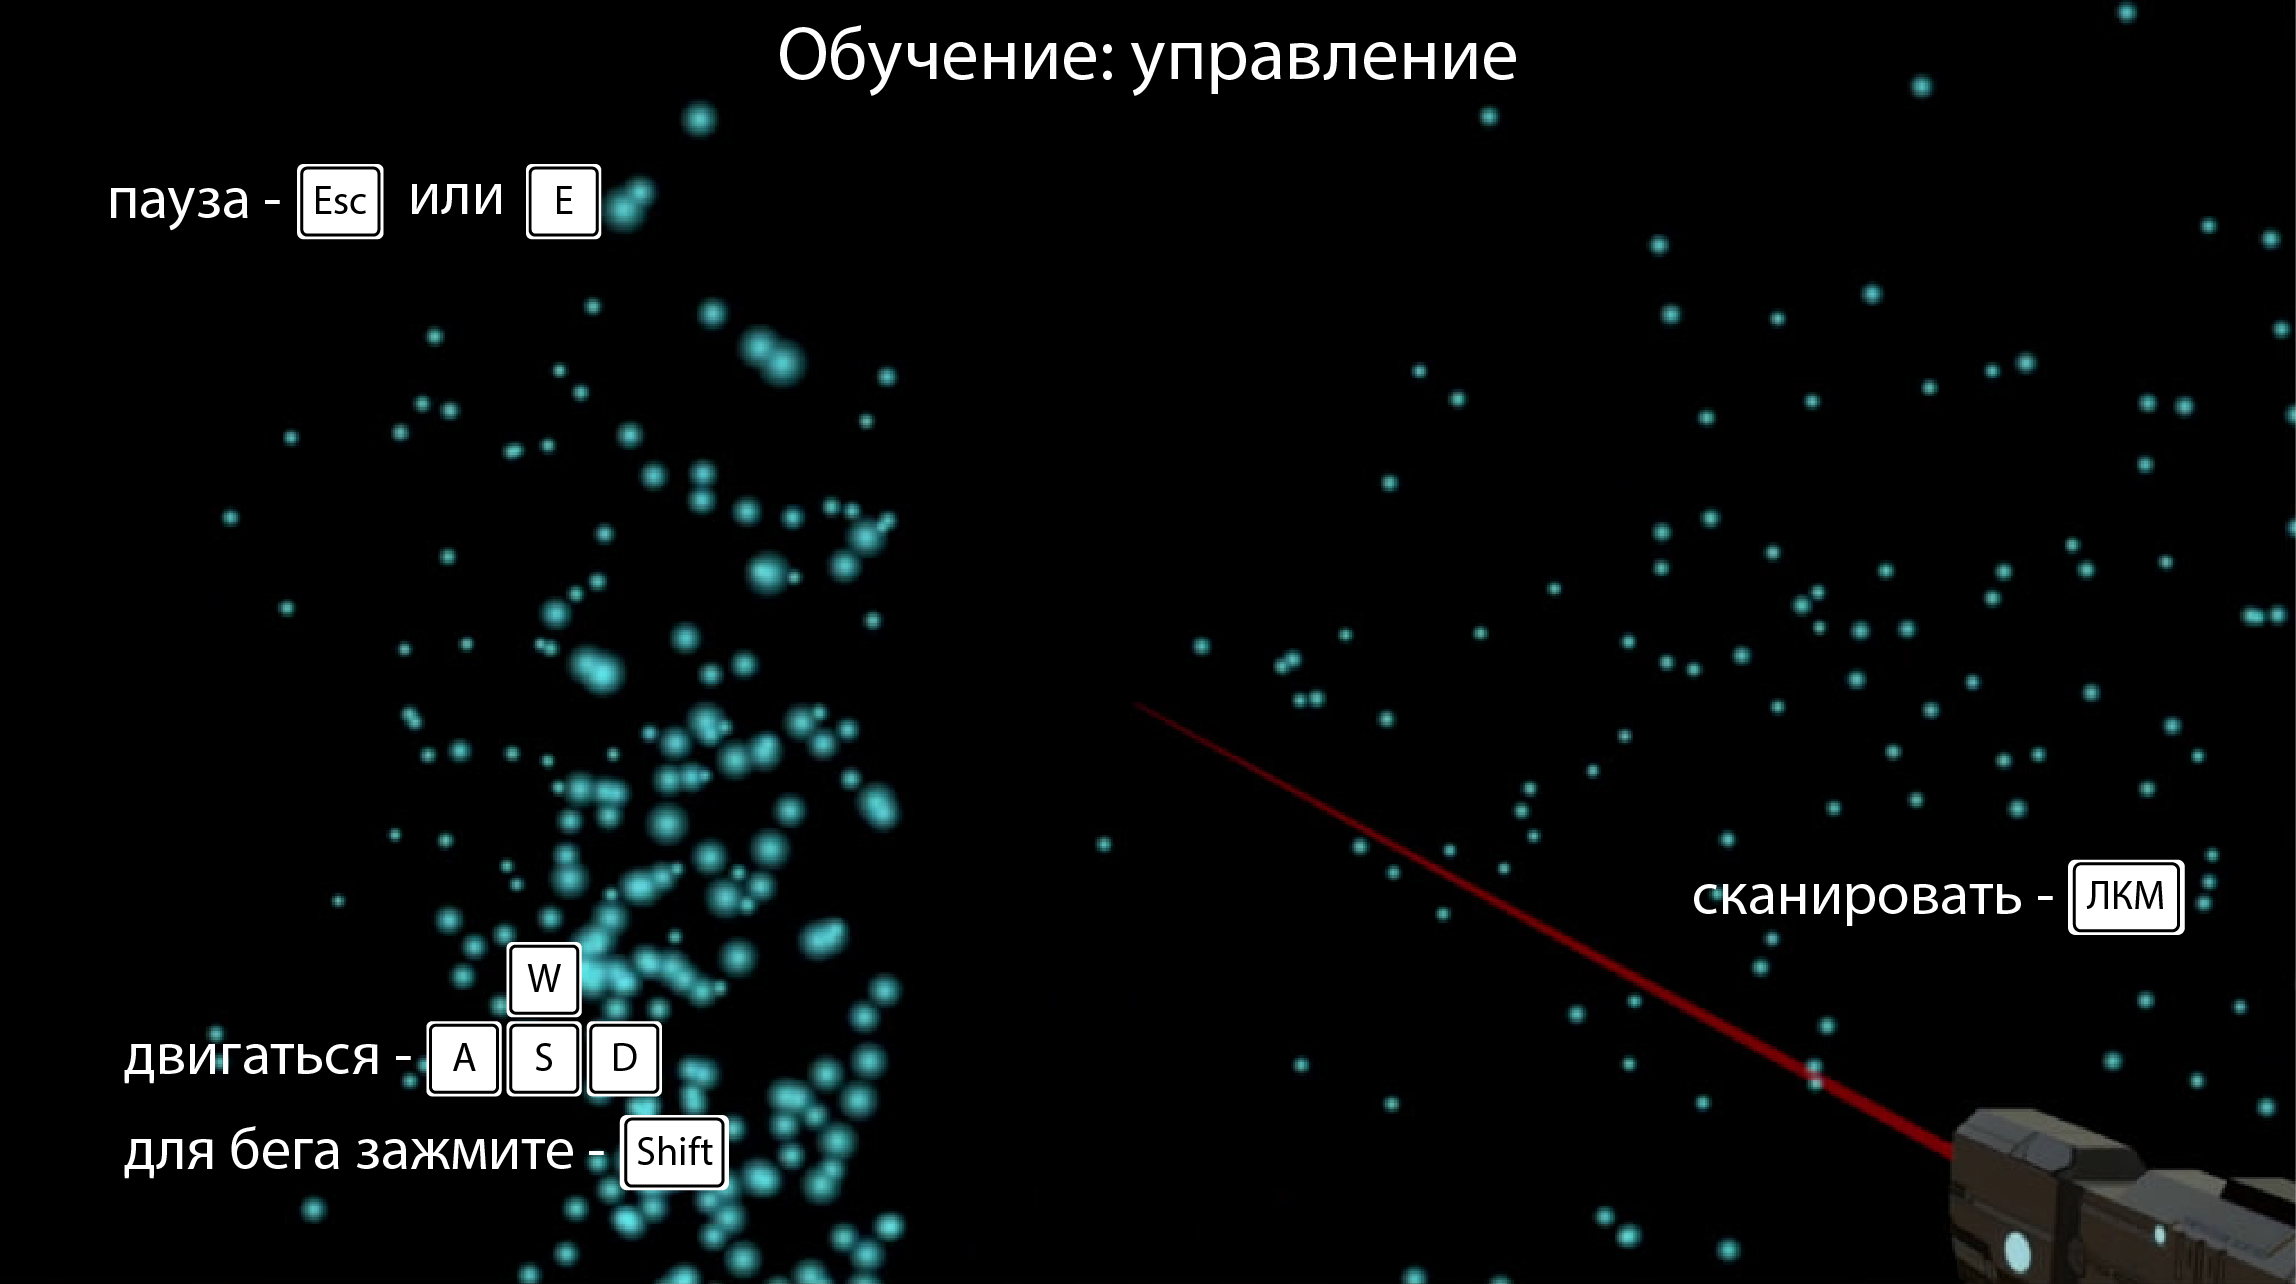 Обучение: управление
пауза - Esc или E
сканировать - ЛКМ
W
двигаться - A S D
для бега зажмите - Shift